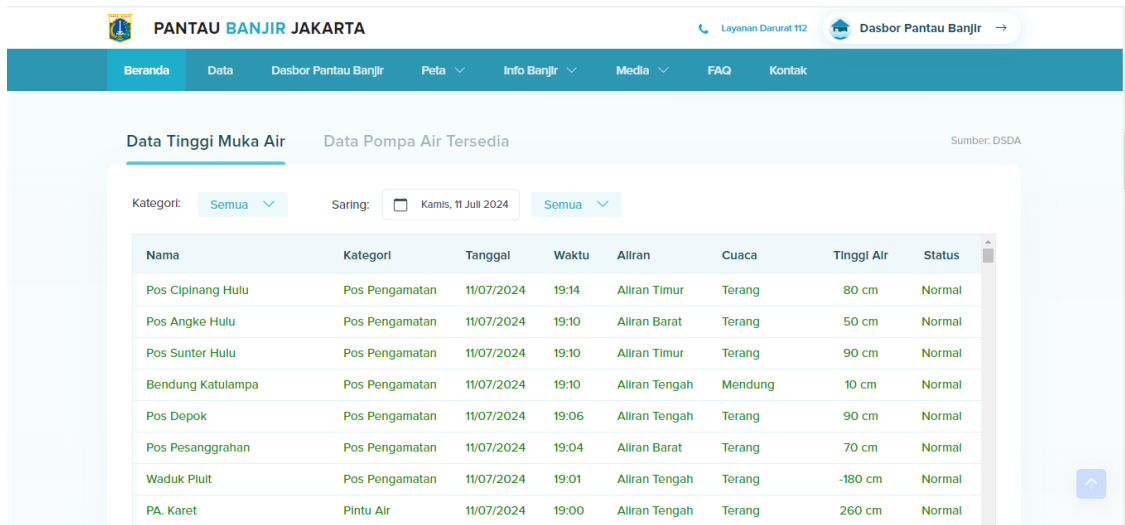 PANTAU BANJIR JAKARTA
Layanan Darurat 112
Dasbor Pantau Banjir →
Beranda Data Dasbor Pantau Banjir Peta Info Banjir Media FAQ Kontak
Data Tinggi Muka Air Data Pompa Air Tersedia Sumber: DSDA
Kategori: Semua Saring: Kamis, 11 Juli 2024 Semua
Nama Kategori Tanggal Waktu Aliran Cuaca Tinggi Air Status
Pos Cipinang Hulu Pos Pengamatan 11/07/2024 19:14 Aliran Timur Terang 80 cm Normal
Pos Angke Hulu Pos Pengamatan 11/07/2024 19:10 Aliran Barat Terang 50 cm Normal
Pos Sunter Hulu Pos Pengamatan 11/07/2024 19:10 Aliran Timur Terang 90 cm Normal
Bendung Katulampa Pos Pengamatan 11/07/2024 19:10 Aliran Tengah Mendung 10 cm Normal
Pos Depok Pos Pengamatan 11/07/2024 19:06 Aliran Tengah Terang 90 cm Normal
Pos Pesanggrahan Pos Pengamatan 11/07/2024 19:04 Aliran Barat Terang 70 cm Normal
Waduk Pluit Pos Pengamatan 11/07/2024 19:01 Aliran Tengah Terang -180 cm Normal
PA. Karet Pintu Air 11/07/2024 19:00 Aliran Tengah Terang 260 cm Normal